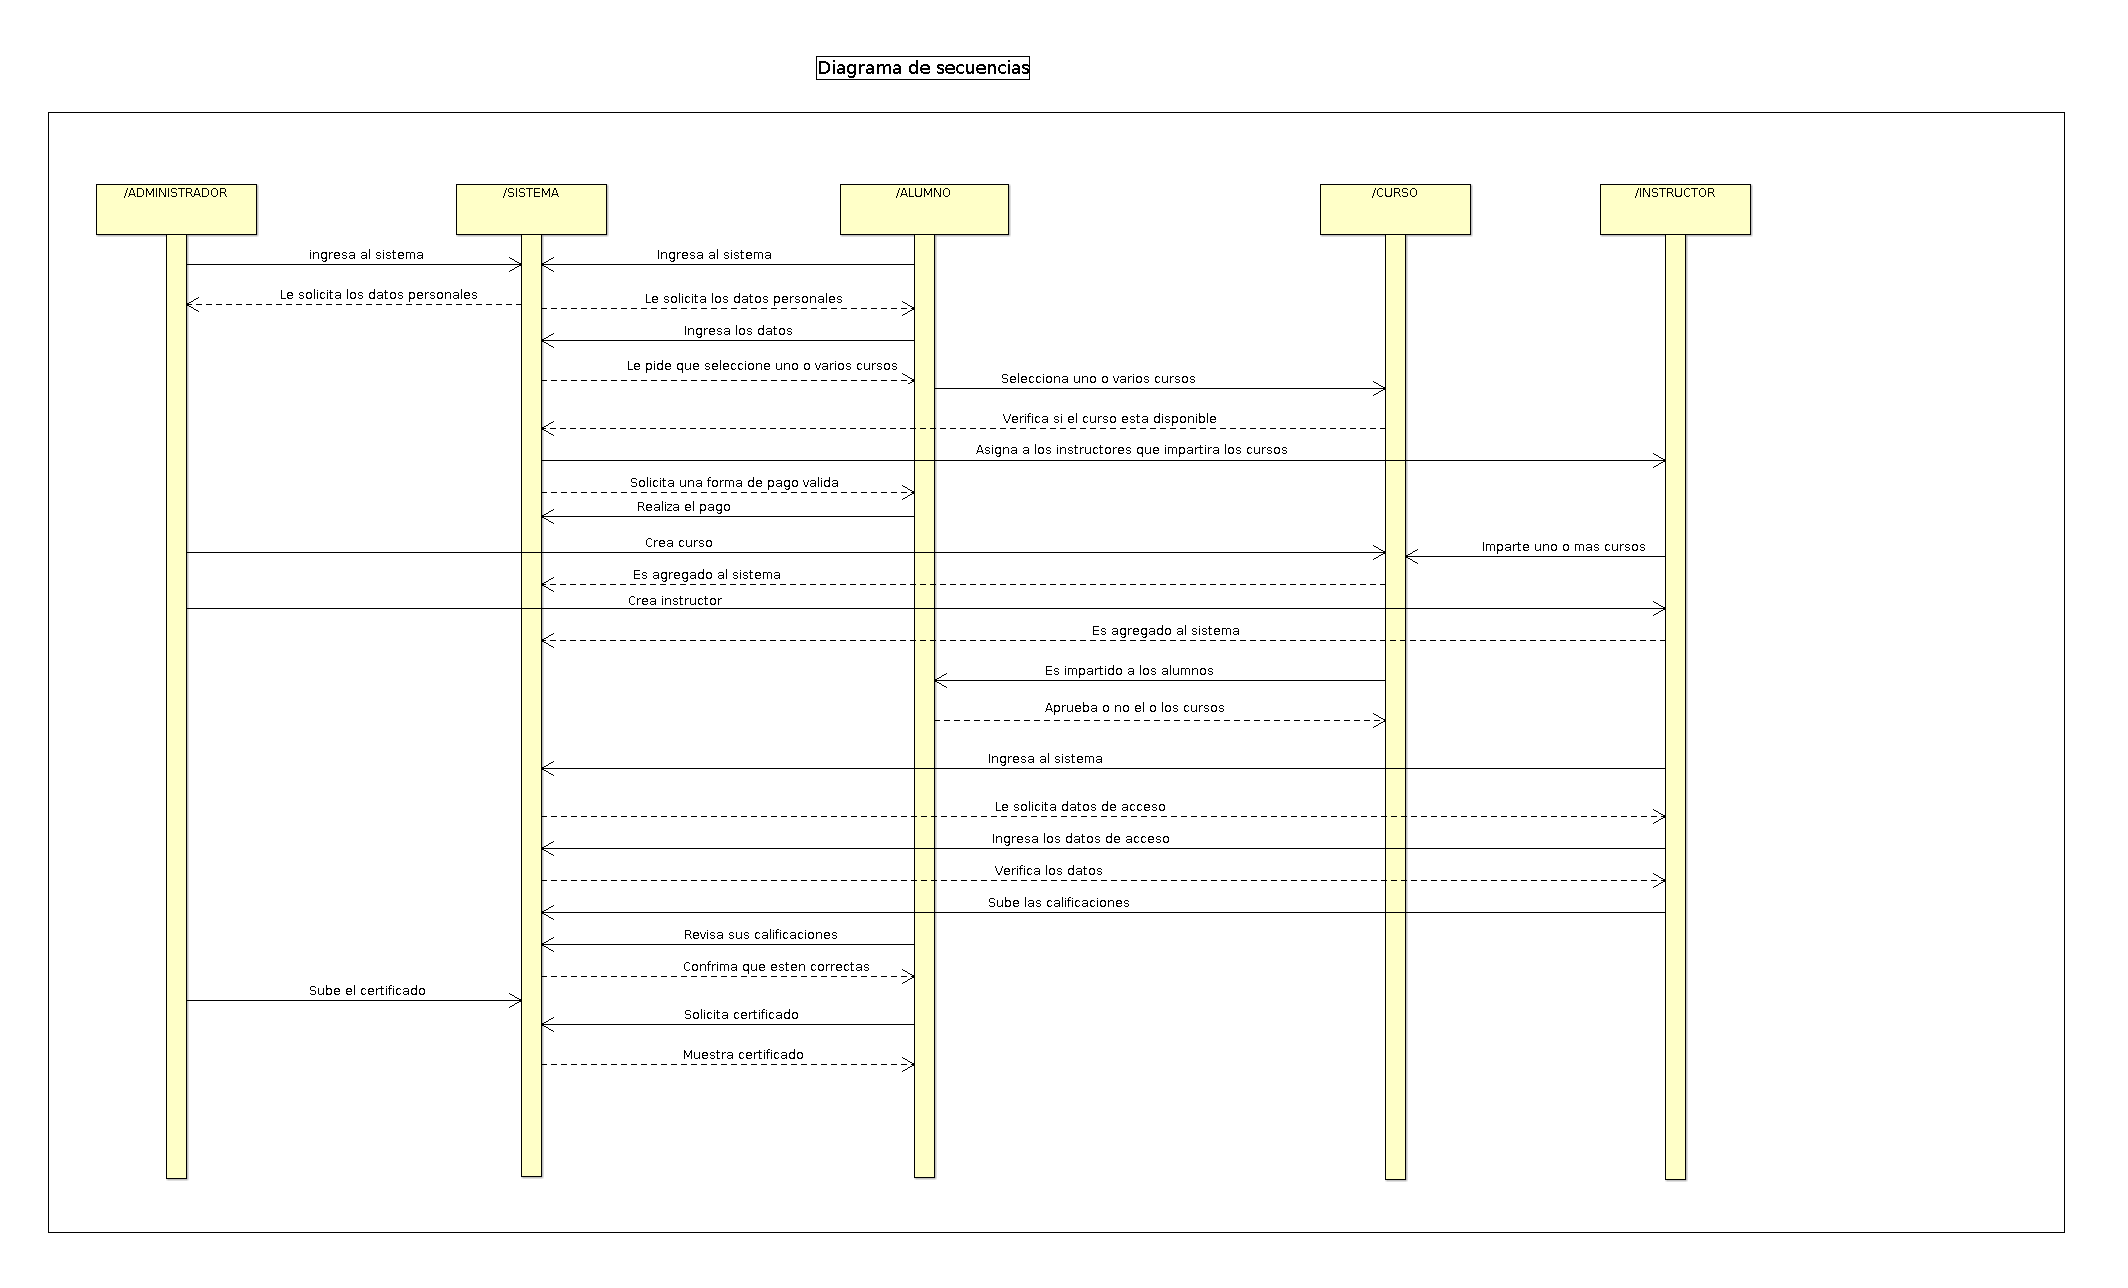 Diagrama de secuencias
/ADMINISTRADOR
/SISTEMA
/ALUMNO
/CURSO
/INSTRUCTOR
ingresa al sistema
Ingresa al sistema
Le solicita los datos personales
Le solicita los datos personales
Ingresa los datos
Le pide que seleccione uno o varios cursos
Selecciona uno o varios cursos
Verifica si el curso esta disponible
Asigna a los instructores que impartira los cursos
Solicita una forma de pago valida
Realiza el pago
Crea curso
Imparte uno o mas cursos
Es agregado al sistema
Crea instructor
Es agregado al sistema
Es impartido a los alumnos
Aprueba o no el o los cursos
Ingresa al sistema
Le solicita datos de acceso
Ingresa los datos de acceso
Verifica los datos
Sube las calificaciones
Revisa sus calificaciones
Confrima que esten correctas
Sube el certificado
Solicita certificado
Muestra certificado